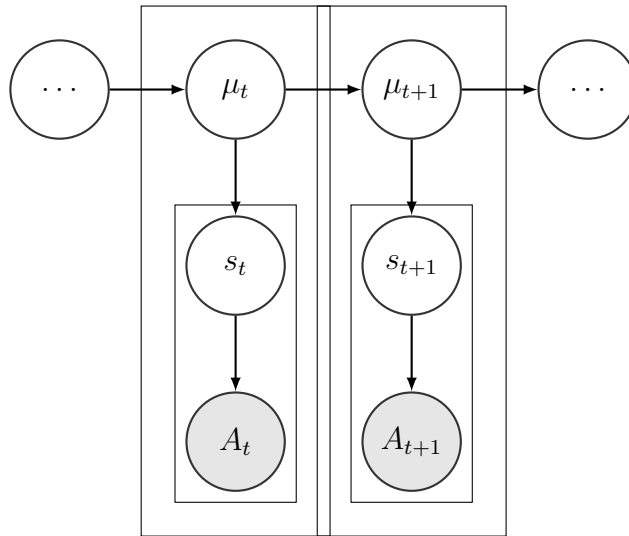 ⋯ μ_t μ_{t+1} ⋯
s_t s_{t+1}
A_t A_{t+1}